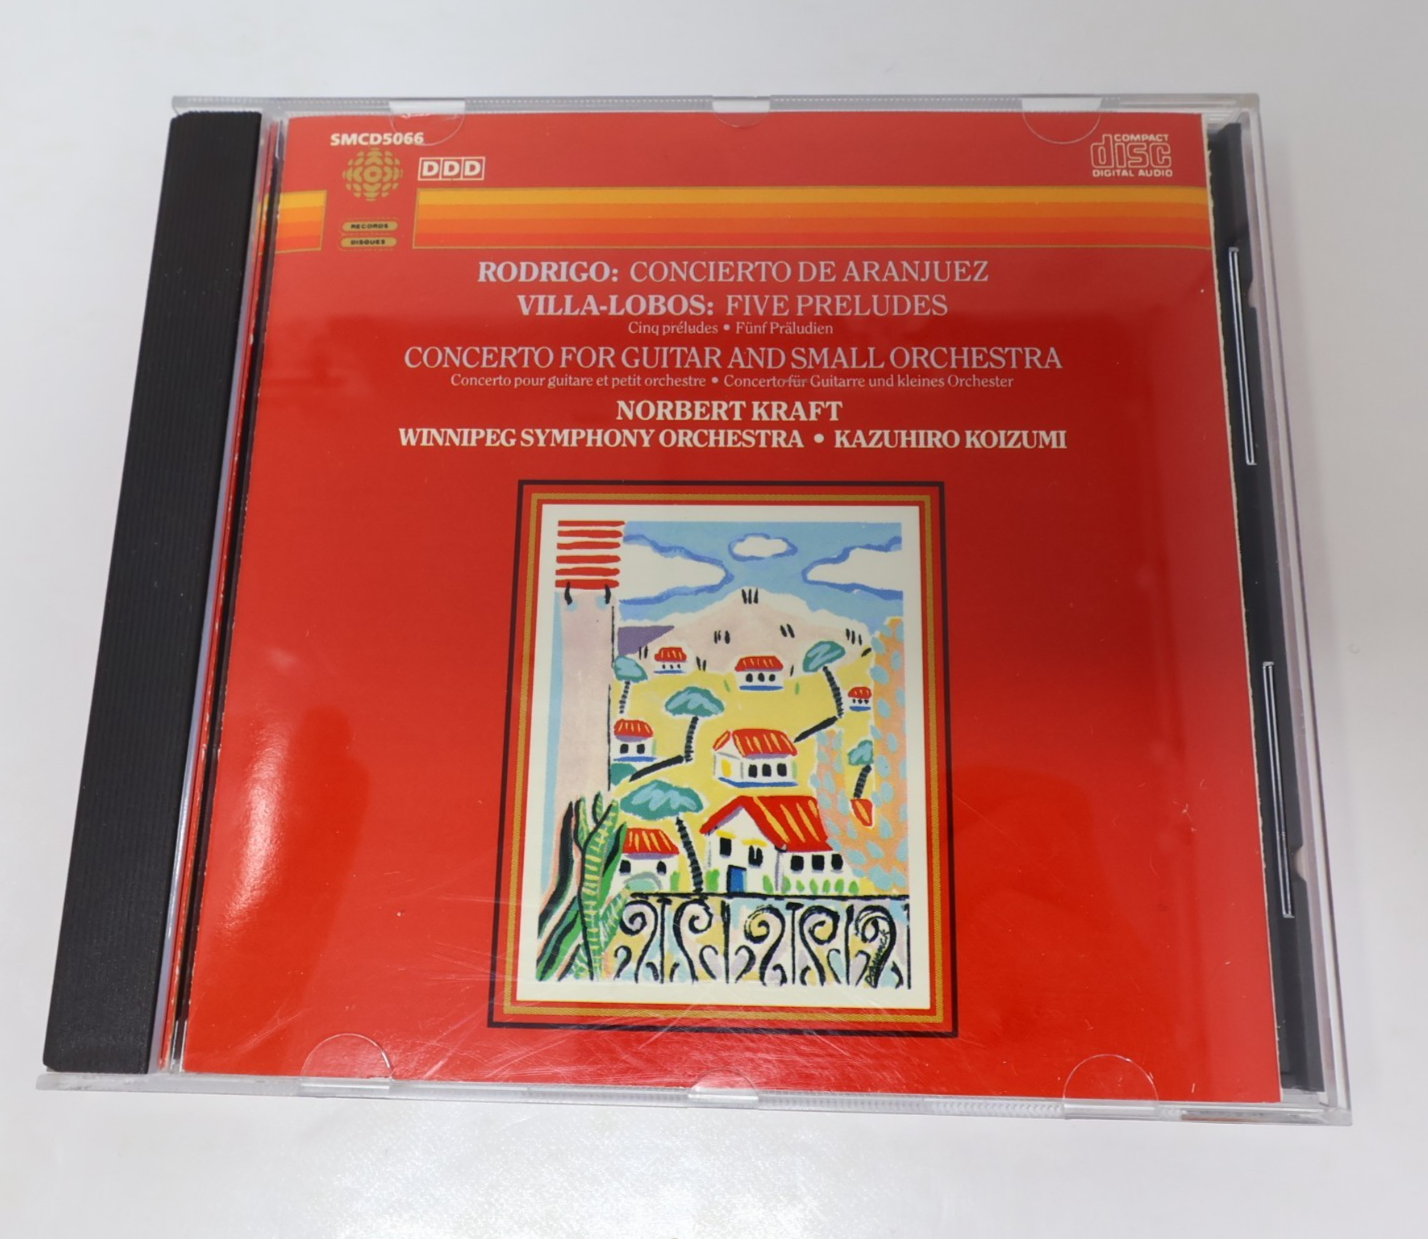 SMCD5066
DDD
COMPACT
disc
DIGITAL AUDIO
RECORDS
DISQUES
RODRIGO: CONCIERTO DE ARANJUEZ
VILLA-LOBOS: FIVE PRELUDES
Cinq préludes • Fünf Präludien
CONCERTO FOR GUITAR AND SMALL ORCHESTRA
Concerto pour guitare et petit orchestre • Concerto für Guitarre und kleines Orchester
NORBERT KRAFT
WINNIPEG SYMPHONY ORCHESTRA • KAZUHIRO KOIZUMI